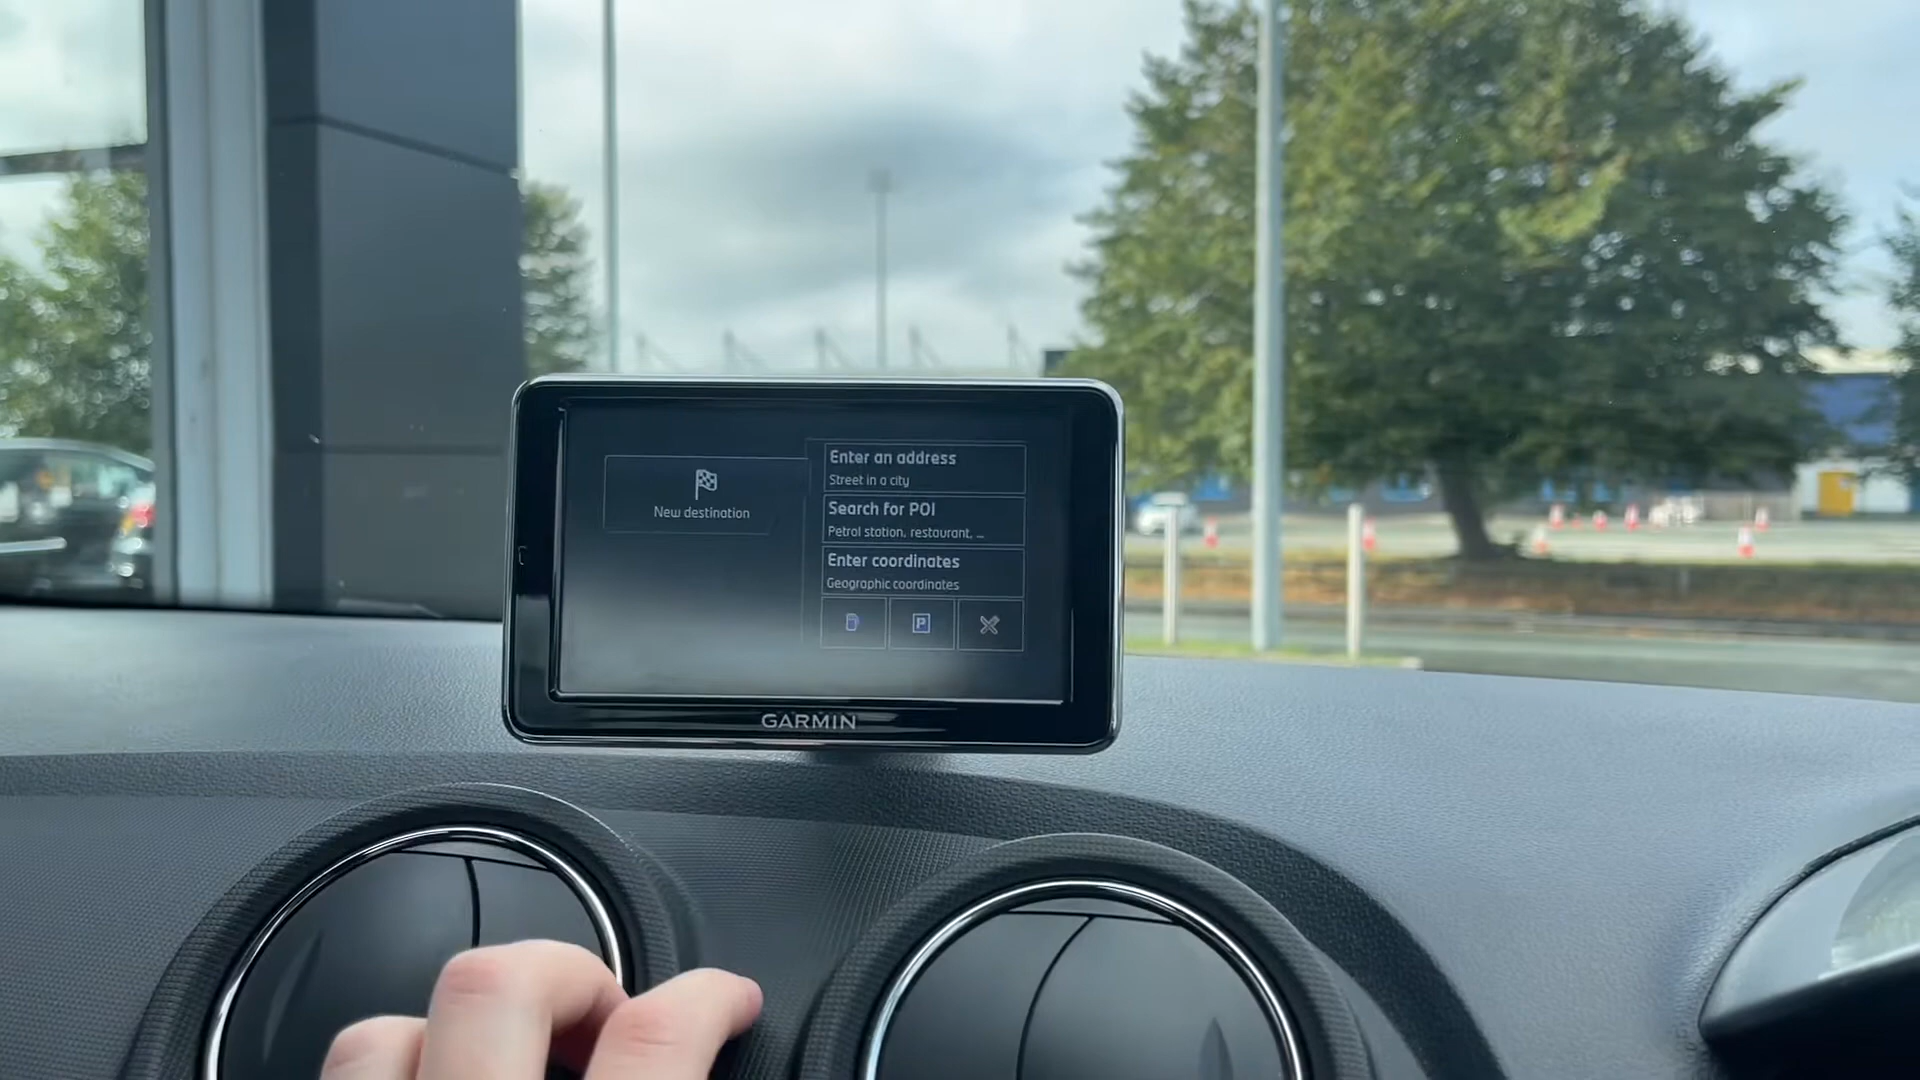 New destination
Enter an address
Street in a city
Search for POI
Petrol station, restaurant, ...
Enter coordinates
Geographic coordinates
P
GARMIN